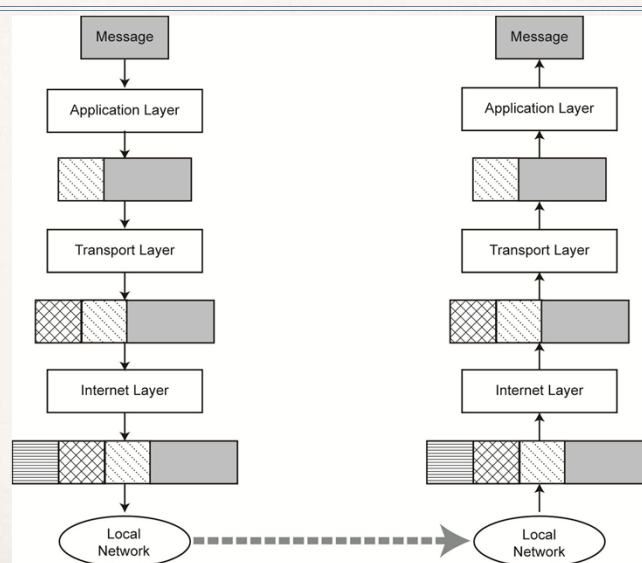 Message
Application Layer
Transport Layer
Internet Layer
Local
Network
Message
Application Layer
Transport Layer
Internet Layer
Local
Network